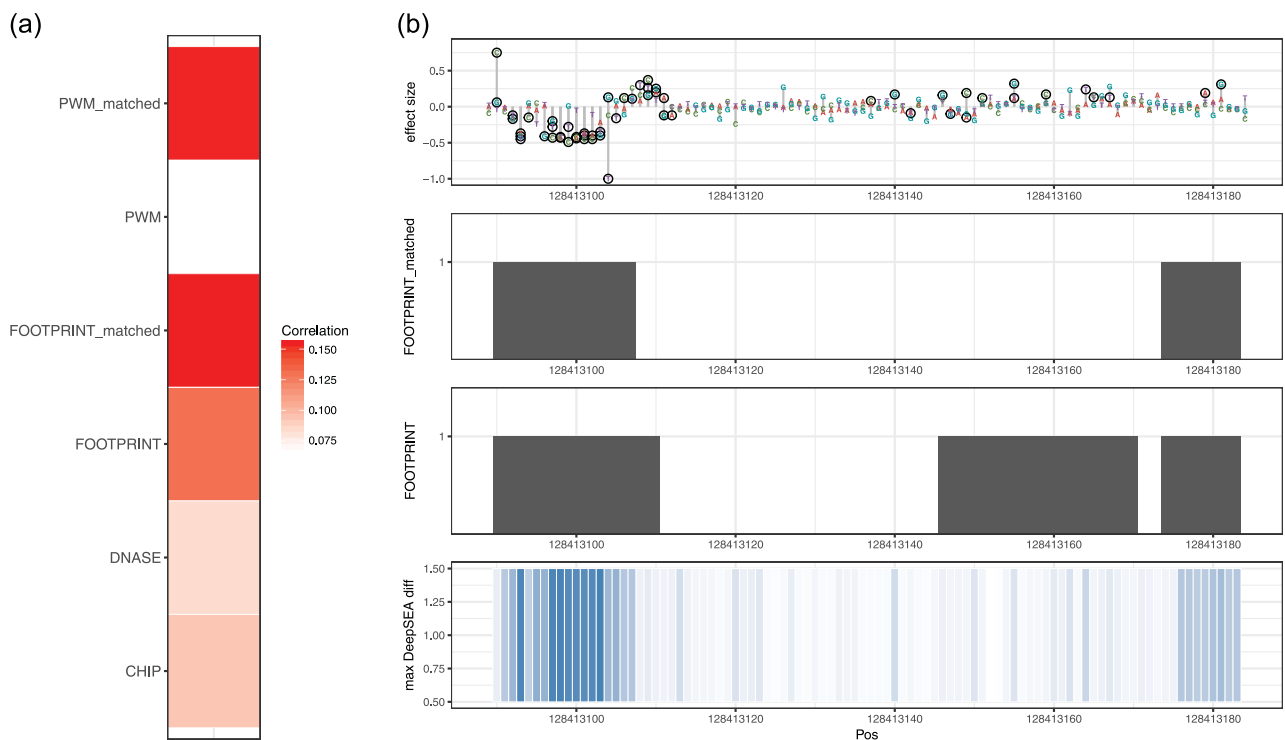 (a)
PWM_matched
PWM
FOOTPRINT_matched
FOOTPRINT
DNASE
CHIP
Correlation
0.150
0.125
0.100
0.075
(b)
effect size
0.5
0.0
−0.5
−1.0
128413100 128413120 128413140 128413160 128413180
FOOTPRINT_matched
1
128413100 128413120 128413140 128413160 128413180
FOOTPRINT
1
128413100 128413120 128413140 128413160 128413180
max DeepSEA diff
1.50
1.25
1.00
0.75
0.50
128413100 128413120 128413140 128413160 128413180
Pos